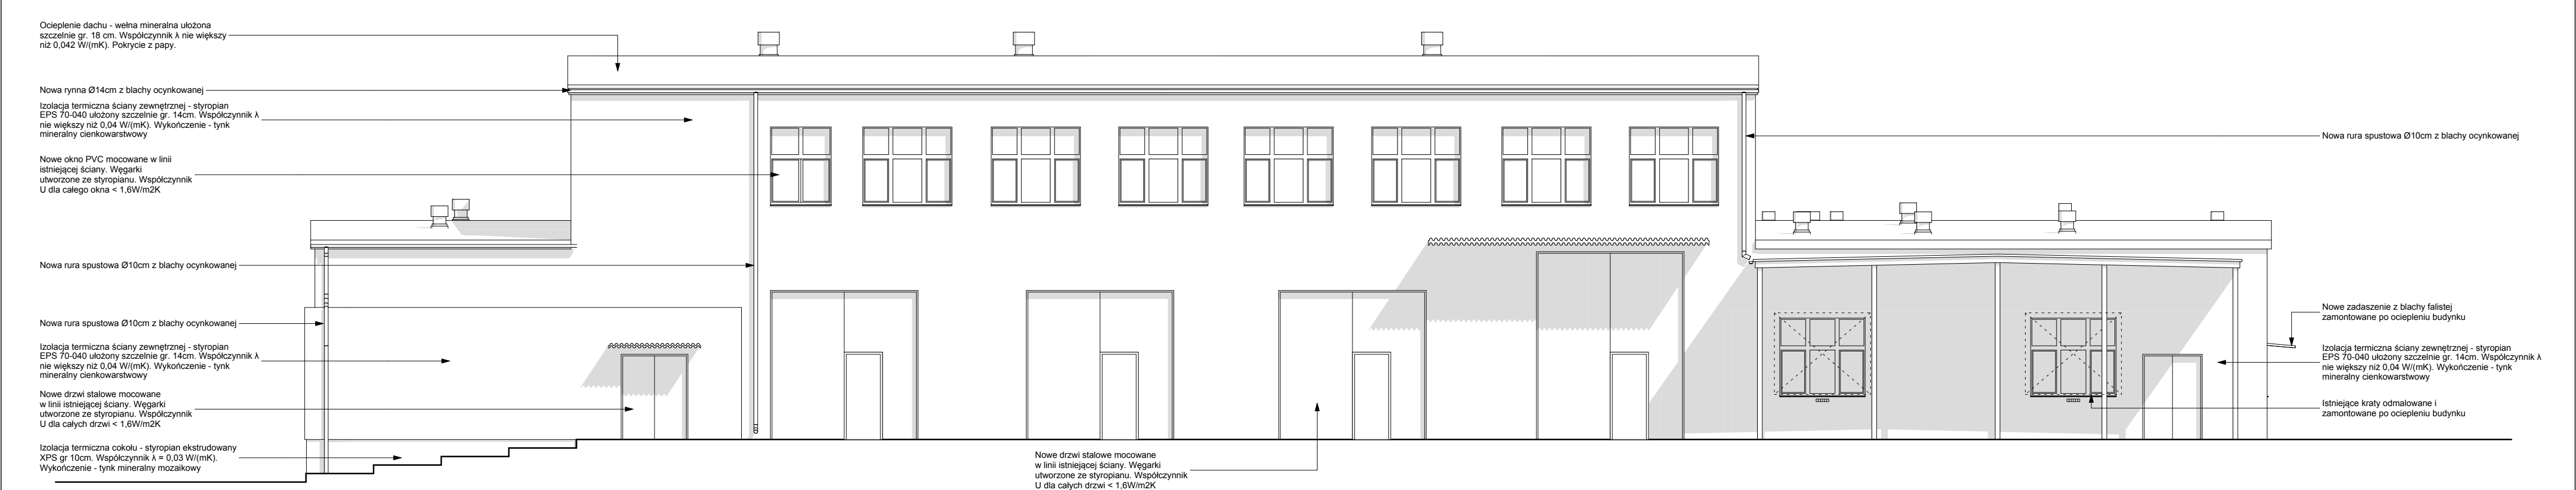 Ocieplenie dachu - wełna mineralna ułożona
szczelnie gr. 18 cm. Współczynnik λ nie większy
niż 0,042 W/(mK). Pokrycie z papy.
Nowa rynna Ø14cm z blachy ocynkowanej
Izolacja termiczna ściany zewnętrznej - styropian
EPS 70-040 ułożony szczelnie gr. 14cm. Współczynnik λ
nie większy niż 0,04 W/(mK). Wykończenie - tynk
mineralny cienkowarstwowy
Nowe okno PVC mocowane w linii
istniejącej ściany. Węgarki
utworzone ze styropianu. Współczynnik
U dla całego okna < 1,6W/m2K
Nowa rura spustowa Ø10cm z blachy ocynkowanej
Nowa rura spustowa Ø10cm z blachy ocynkowanej
Izolacja termiczna ściany zewnętrznej - styropian
EPS 70-040 ułożony szczelnie gr. 14cm. Współczynnik λ
nie większy niż 0,04 W/(mK). Wykończenie - tynk
mineralny cienkowarstwowy
Nowe drzwi stalowe mocowane
w linii istniejącej ściany. Węgarki
utworzone ze styropianu. Współczynnik
U dla całych drzwi < 1,6W/m2K
Izolacja termiczna cokołu - styropian ekstrudowany
XPS gr 10cm. Współczynnik λ = 0,03 W/(mK).
Wykończenie - tynk mineralny mozaikowy
Nowe drzwi stalowe mocowane
w linii istniejącej ściany. Węgarki
utworzone ze styropianu. Współczynnik
U dla całych drzwi < 1,6W/m2K
Nowa rura spustowa Ø10cm z blachy ocynkowanej
Nowe zadaszenie z blachy falistej
zamontowane po ociepleniu budynku
Izolacja termiczna ściany zewnętrznej - styropian
EPS 70-040 ułożony szczelnie gr. 14cm. Współczynnik λ
nie większy niż 0,04 W/(mK). Wykończenie - tynk
mineralny cienkowarstwowy
Istniejące kraty odmalowane i
zamontowane po ociepleniu budynku